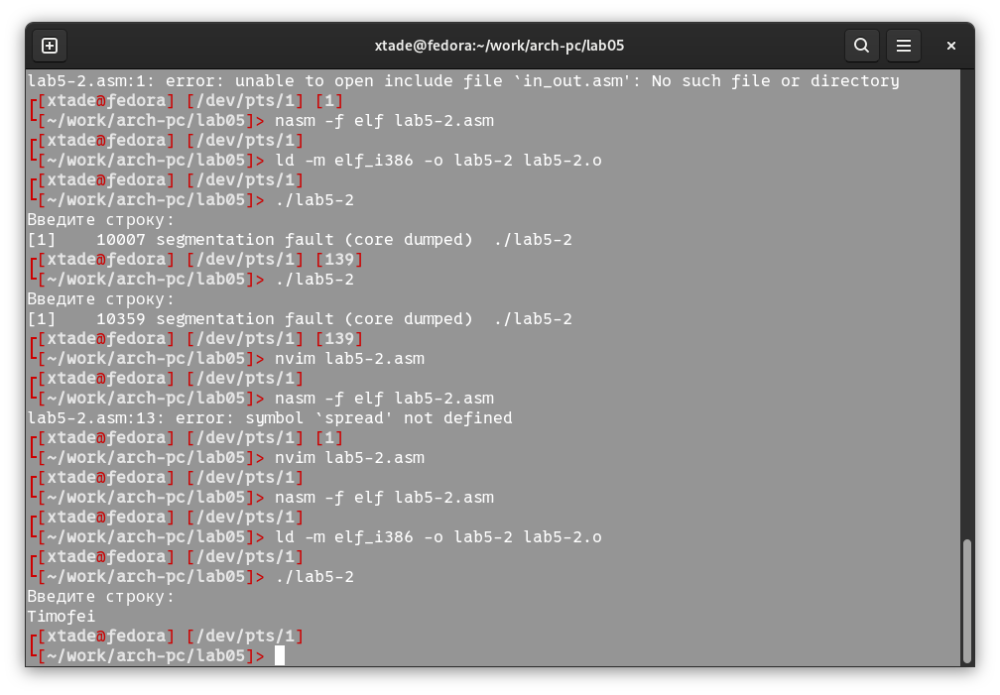 xtade@fedora:~/work/arch-pc/lab05
lab5-2.asm:1: error: unable to open include file `in_out.asm': No such file or directory
[xtade@fedora] [/dev/pts/1] [1]
[~/work/arch-pc/lab05]> nasm -f elf lab5-2.asm
[xtade@fedora] [/dev/pts/1]
[~/work/arch-pc/lab05]> ld -m elf_i386 -o lab5-2 lab5-2.o
[xtade@fedora] [/dev/pts/1]
[~/work/arch-pc/lab05]> ./lab5-2
Введите строку:
[1]    10007 segmentation fault (core dumped)  ./lab5-2
[xtade@fedora] [/dev/pts/1] [139]
[~/work/arch-pc/lab05]> ./lab5-2
Введите строку:
[1]    10359 segmentation fault (core dumped)  ./lab5-2
[xtade@fedora] [/dev/pts/1] [139]
[~/work/arch-pc/lab05]> nvim lab5-2.asm
[xtade@fedora] [/dev/pts/1]
[~/work/arch-pc/lab05]> nasm -f elf lab5-2.asm
lab5-2.asm:13: error: symbol `spread' not defined
[xtade@fedora] [/dev/pts/1] [1]
[~/work/arch-pc/lab05]> nvim lab5-2.asm
[xtade@fedora] [/dev/pts/1]
[~/work/arch-pc/lab05]> nasm -f elf lab5-2.asm
[xtade@fedora] [/dev/pts/1]
[~/work/arch-pc/lab05]> ld -m elf_i386 -o lab5-2 lab5-2.o
[xtade@fedora] [/dev/pts/1]
[~/work/arch-pc/lab05]> ./lab5-2
Введите строку:
Timofei
[xtade@fedora] [/dev/pts/1]
[~/work/arch-pc/lab05]>